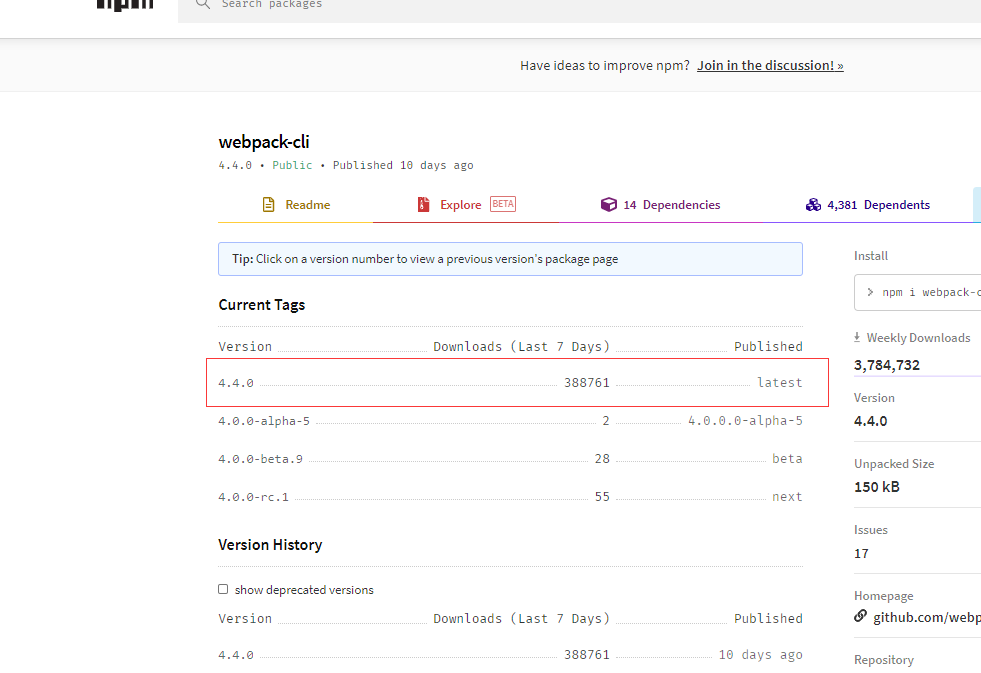 npm
Search packages
Have ideas to improve npm? Join in the discussion! »
webpack-cli
4.4.0 • Public • Published 10 days ago
Readme
Explore BETA
14 Dependencies
4,381 Dependents
Tip: Click on a version number to view a previous version's package page
Current Tags
Version Downloads (Last 7 Days) Published
4.4.0 388761 latest
4.0.0-alpha-5 2 4.0.0.0-alpha-5
4.0.0-beta.9 28 beta
4.0.0-rc.1 55 next
Version History
show deprecated versions
Version Downloads (Last 7 Days) Published
4.4.0 388761 10 days ago
Install
> npm i webpack-c
Weekly Downloads
3,784,732
Version
4.4.0
Unpacked Size
150 kB
Issues
17
Homepage
github.com/webp
Repository